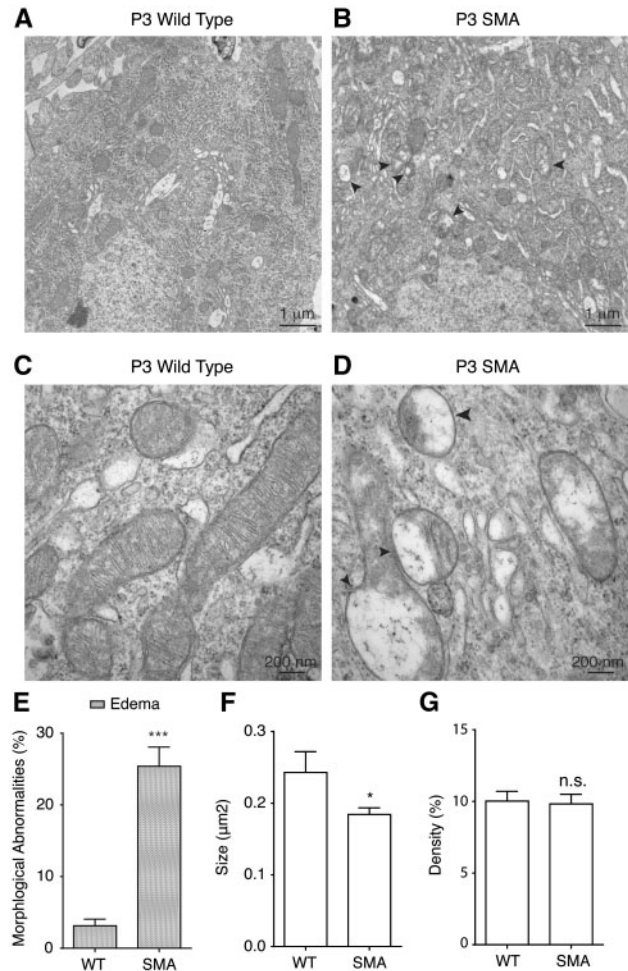 A P3 Wild Type
B P3 SMA
1 µm
1 µm
C P3 Wild Type
D P3 SMA
200 nm
200 nm
E
Edema
Morphlogical Abnormalities (%)
30
20
10
0
***
WT SMA
F
Size (µm2)
0.3
0.2
0.1
0.0
*
WT SMA
G
Density (%)
15
10
5
0
n.s.
WT SMA